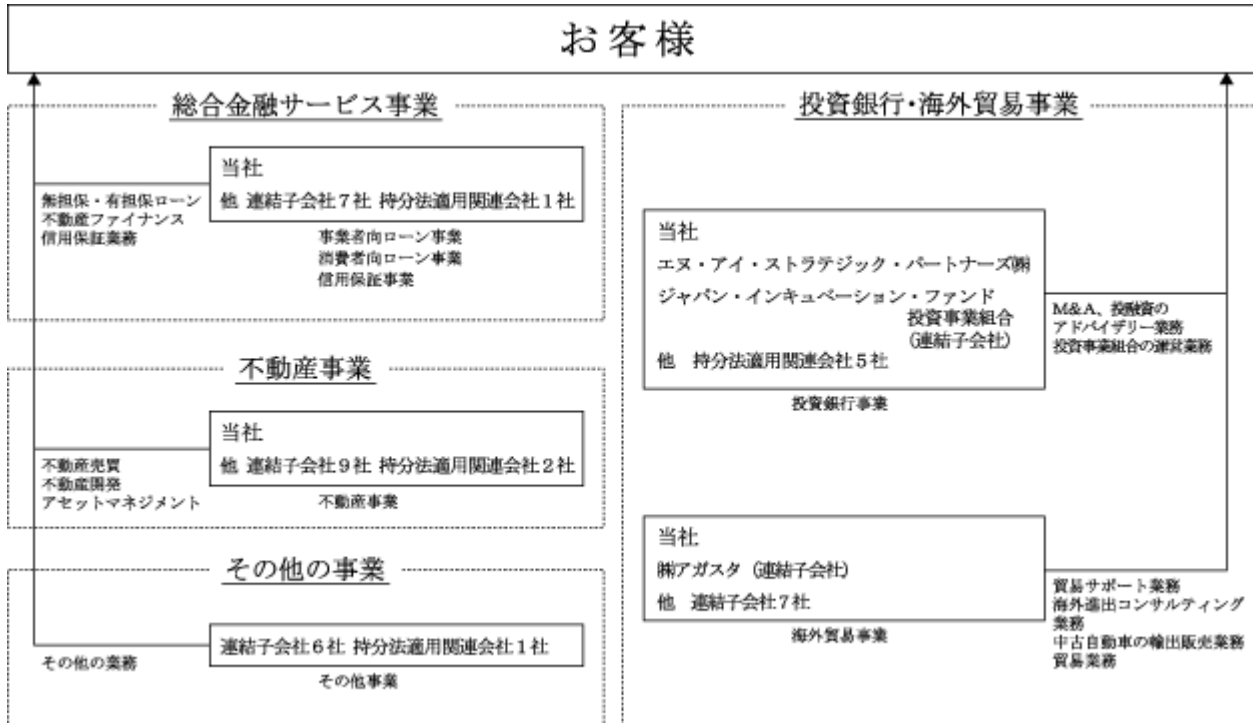 お客様
総合金融サービス事業
当社
他 連結子会社7社 持分法適用関連会社1社
無担保・有担保ローン
不動産ファイナンス
信用保証業務
事業者向ローン事業
消費者向ローン事業
信用保証事業
不動産事業
当社
他 連結子会社9社 持分法適用関連会社2社
不動産売買
不動産開発
アセットマネジメント
不動産事業
その他の事業
連結子会社6社 持分法適用関連会社1社
その他の業務
その他事業
投資銀行・海外貿易事業
当社
エヌ・アイ・ストラテジック・パートナーズ㈱
ジャパン・インキュベーション・ファンド
投資事業組合
(連結子会社)
他 持分法適用関連会社5社
投資銀行事業
M&A、投融資の
アドバイザリー業務
投資事業組合の運営業務
当社
㈱アガスタ (連結子会社)
他 連結子会社7社
海外貿易事業
貿易サポート業務
海外進出コンサルティング
業務
中古自動車の輸出販売業務
貿易業務